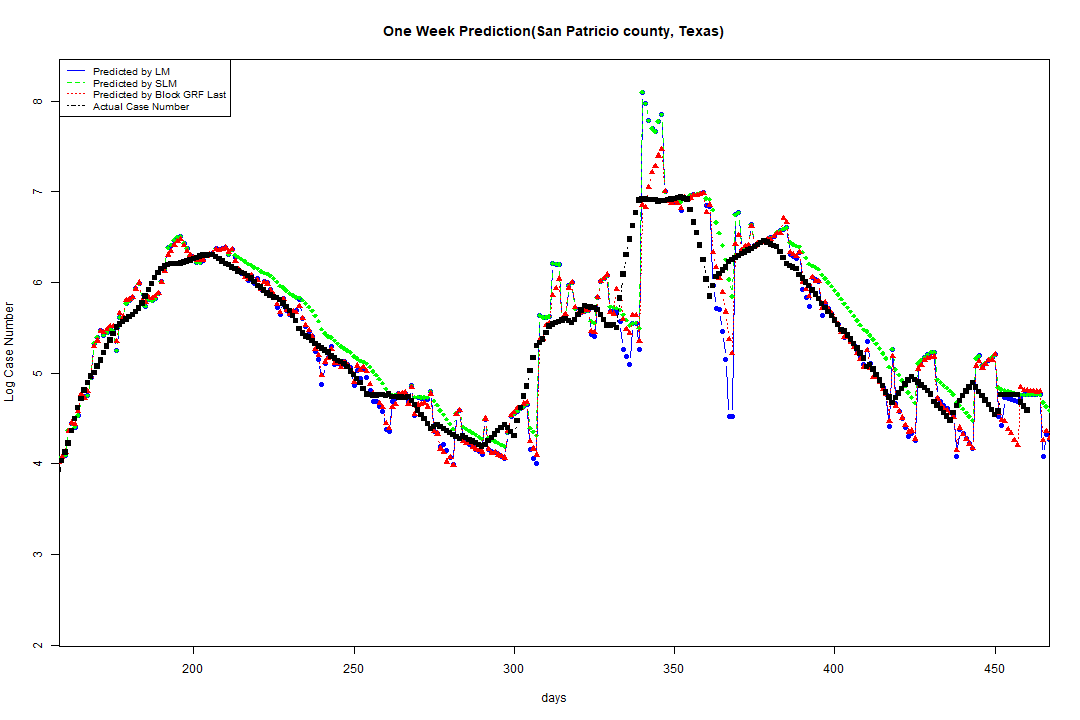 One Week Prediction(San Patricio county, Texas)
Predicted by LM
Predicted by SLM
Predicted by Block GRF Last
Actual Case Number
8
7
6
5
4
3
2
Log Case Number
200 250 300 350 400 450
days